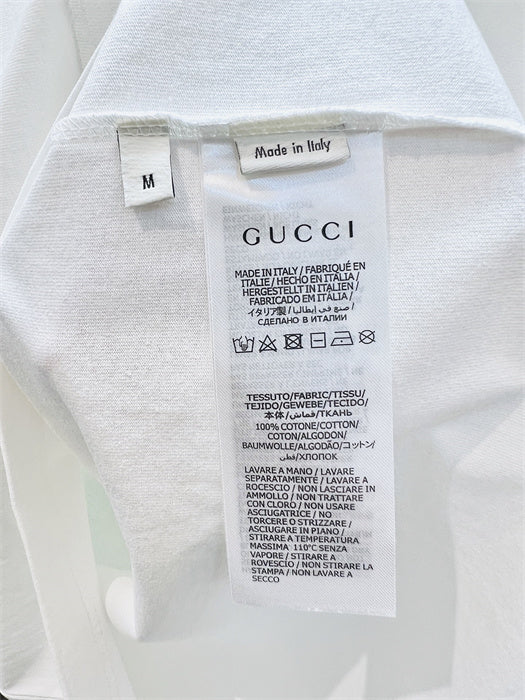 M
Made in Italy
GUCCI
MADE IN ITALY / FABRIQUÉ EN
ITALIE / HECHO EN ITALIA /
HERGESTELLT IN ITALIEN /
FABRICADO EM ITÁLIA /
イタリア製 / صنع في إيطاليا /
СДЕЛАНО В ИТАЛИИ
TESSUTO/FABRIC/TISSU/
TEJIDO/GEWEBE/TECIDO/
本体/قماش/ТКАНЬ
100% COTONE/COTTON/
COTON/ALGODON/
BAUMWOLLE/ALGODÃO/コットン/
قطن/ХЛОПОК
LAVARE A MANO / LAVARE
SEPARATAMENTE / LAVARE A
ROCESCIO / NON LASCIARE IN
AMMOLLO / NON TRATTARE
CON CLORO / NON USARE
ASCIUGATRICE / NO
TORCERE O STRIZZARE /
ASCIUGARE IN PIANO /
STIRARE A TEMPERATURA
MASSIMA 110°C SENZA
VAPORE / STIRARE A
ROVESCIO / NON STIRARE LA
STAMPA / NON LAVARE A
SECCO